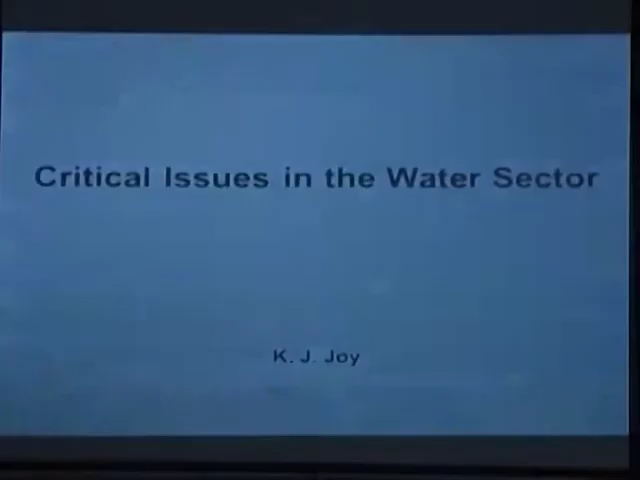 Critical Issues in the Water Sector
K. J. Joy